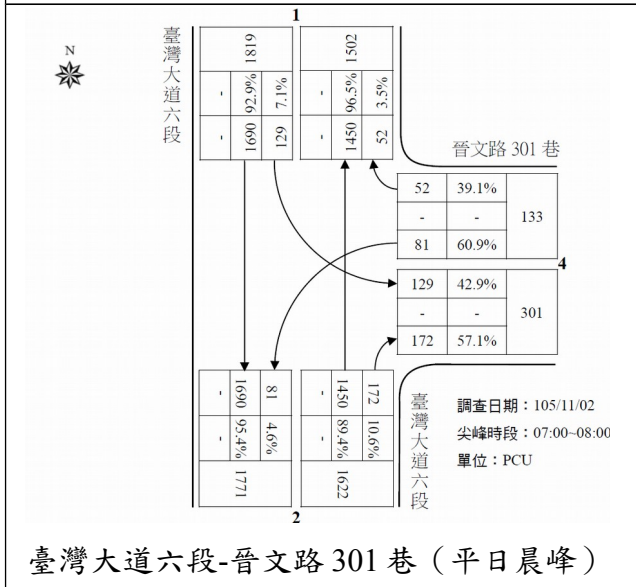 1
N
臺灣大道六段
1819
- 92.9% 7.1%
- 1690 129
1502
- 96.5% 3.5%
- 1450 52
晉文路 301 巷
52 39.1%
- - 133
81 60.9%
4
129 42.9%
- - 301
172 57.1%
- 1690 81
- 95.4% 4.6%
1771
- 1450 172
- 89.4% 10.6%
1622
臺灣大道六段
調查日期：105/11/02
尖峰時段：07:00~08:00
單位：PCU
2
臺灣大道六段-晉文路 301 巷（平日晨峰）